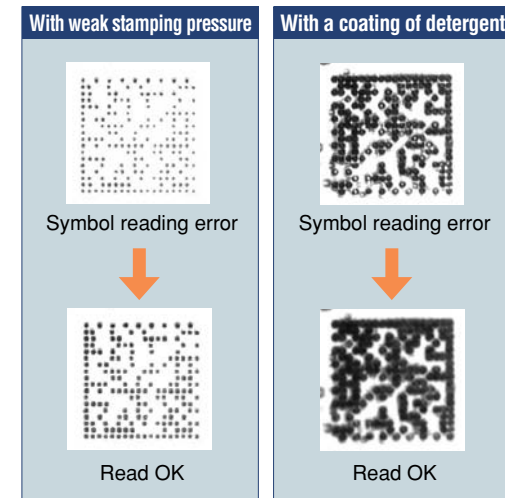 With weak stamping pressure
Symbol reading error
Read OK
With a coating of detergent
Symbol reading error
Read OK